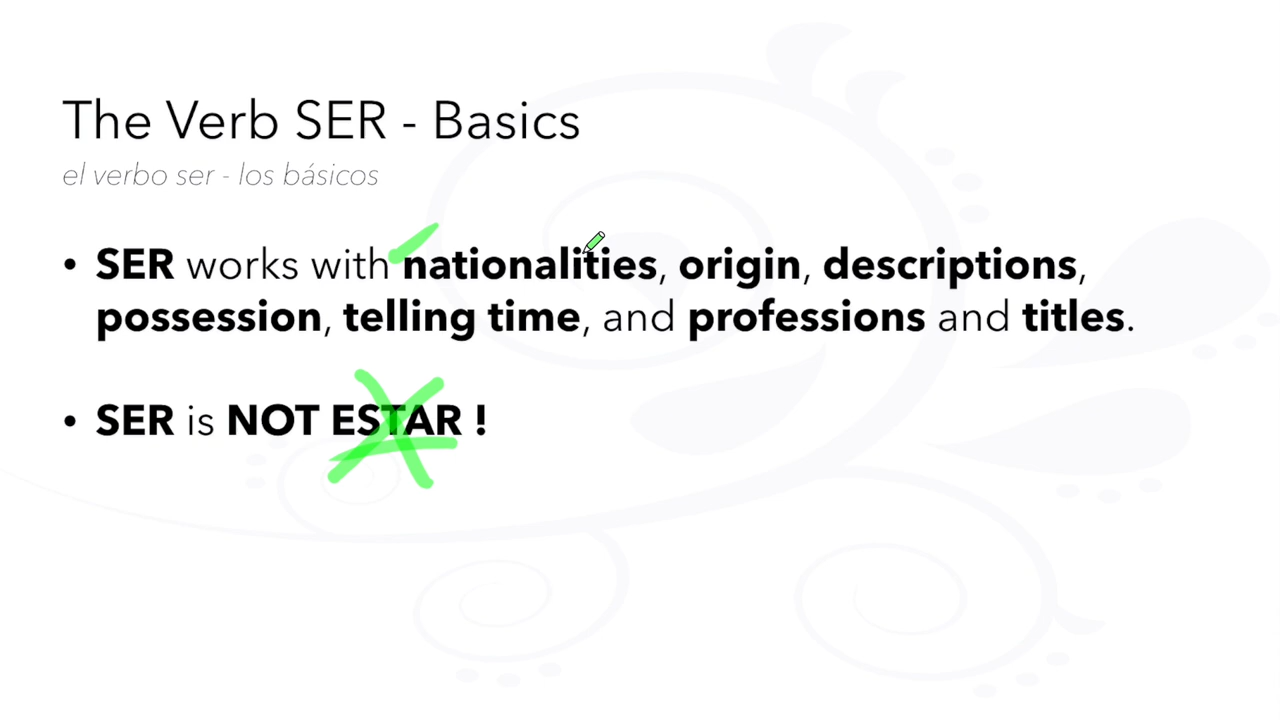 The Verb SER - Basics
el verbo ser - los básicos
• SER works with nationalities, origin, descriptions,
possession, telling time, and professions and titles.
• SER is NOT ESTAR !